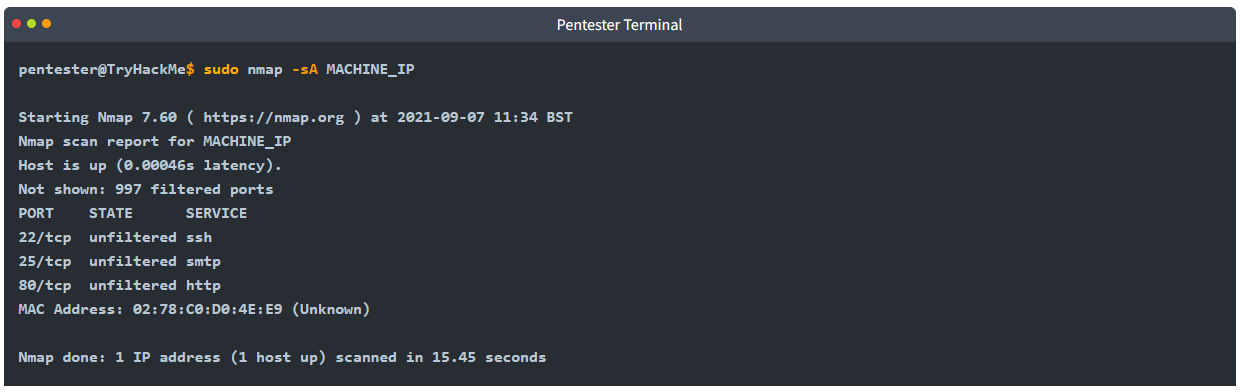 Pentester Terminal
pentester@TryHackMe$ sudo nmap -sA MACHINE_IP
Starting Nmap 7.60 ( https://nmap.org ) at 2021-09-07 11:34 BST
Nmap scan report for MACHINE_IP
Host is up (0.00046s latency).
Not shown: 997 filtered ports
PORT    STATE      SERVICE
22/tcp  unfiltered ssh
25/tcp  unfiltered smtp
80/tcp  unfiltered http
MAC Address: 02:78:C0:D0:4E:E9 (Unknown)
Nmap done: 1 IP address (1 host up) scanned in 15.45 seconds